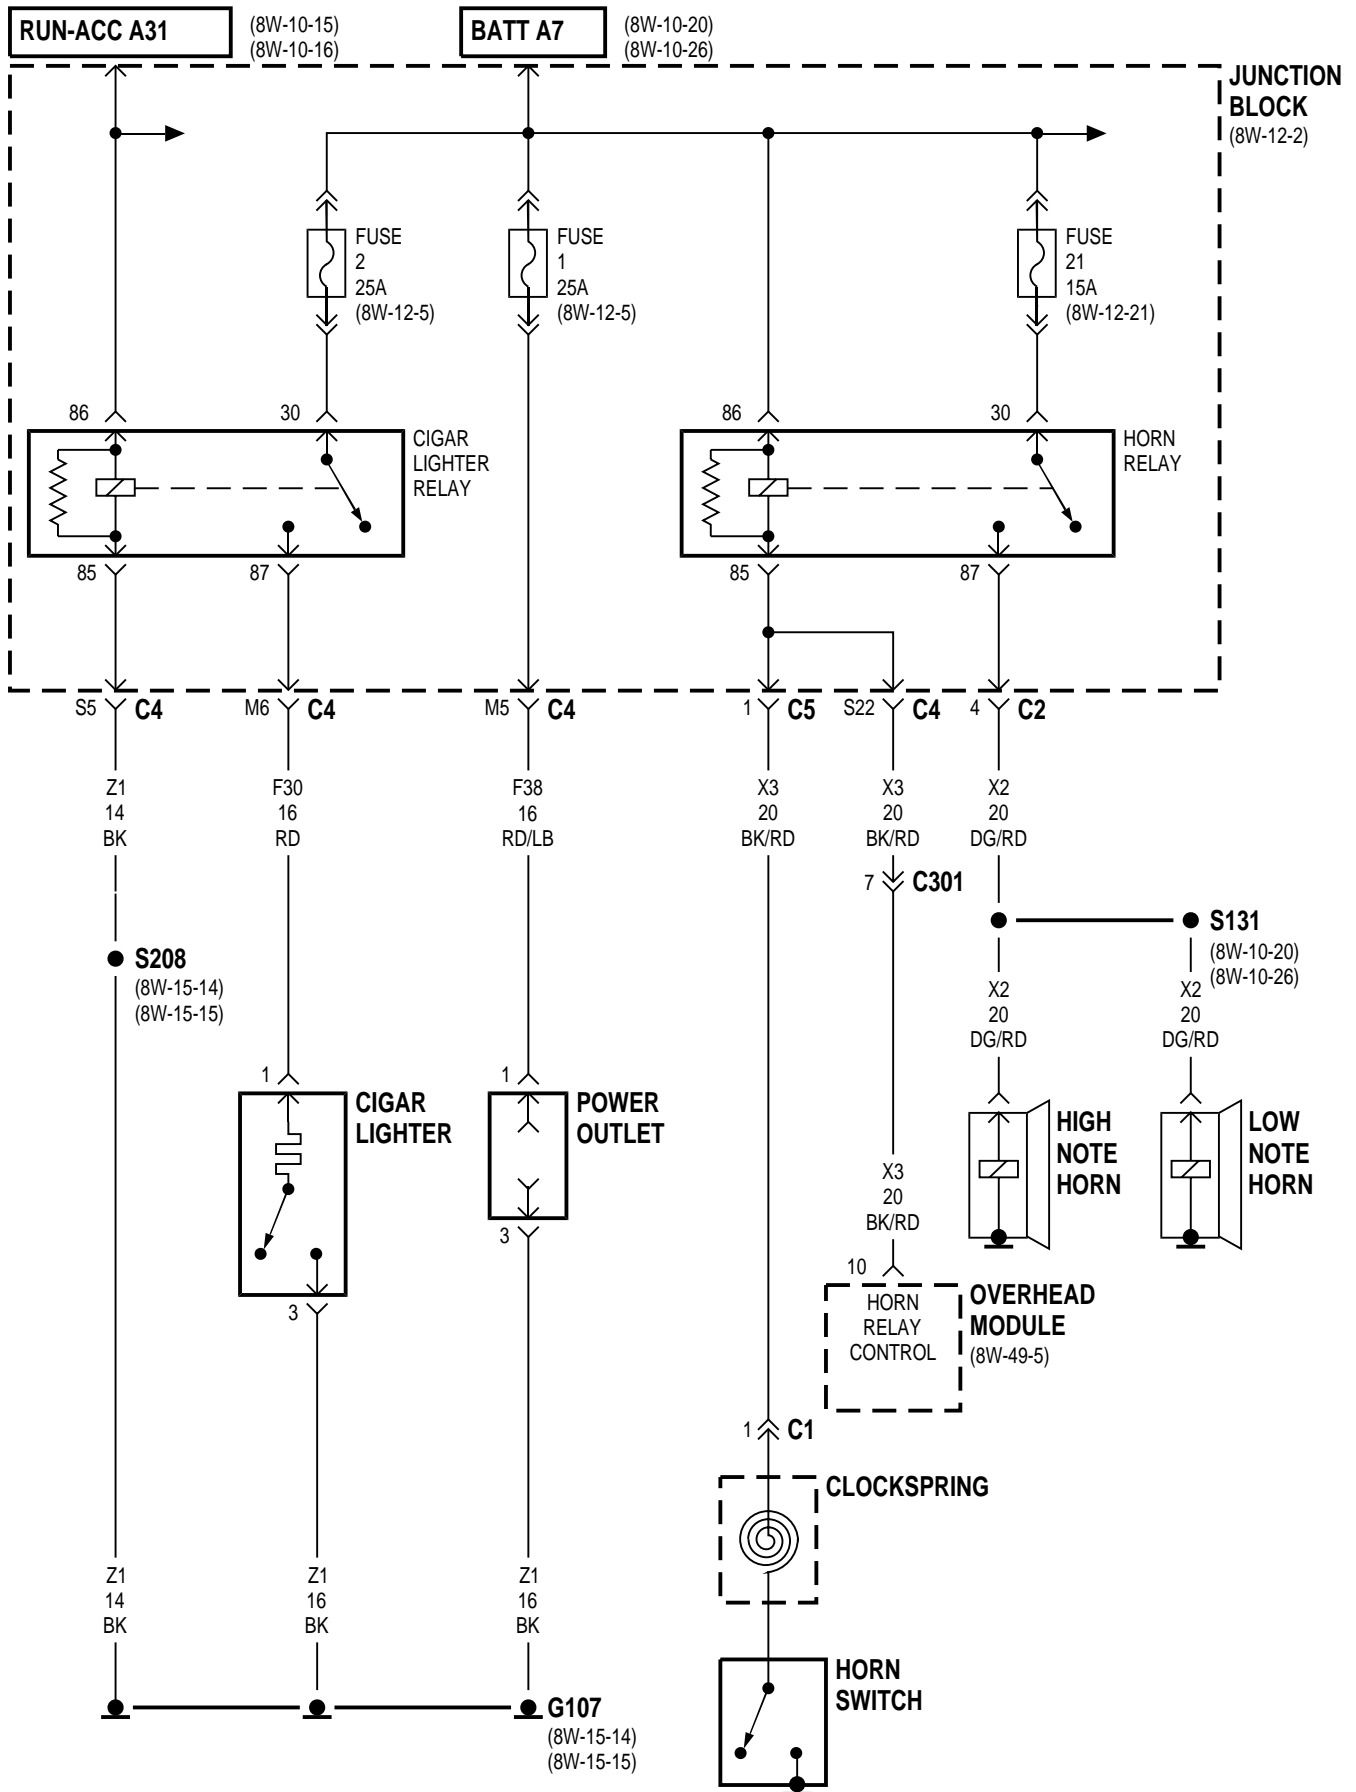 RUN-ACC A31
(8W-10-15)
(8W-10-16)
BATT A7
(8W-10-20)
(8W-10-26)
JUNCTION
BLOCK
(8W-12-2)
FUSE
2
25A
(8W-12-5)
FUSE
1
25A
(8W-12-5)
FUSE
21
15A
(8W-12-21)
86
30
CIGAR
LIGHTER
RELAY
86
30
HORN
RELAY
85
87
85
87
S5 C4
M6 C4
M5 C4
1 C5
S22 C4
4 C2
Z1
14
BK
F30
16
RD
F38
16
RD/LB
X3
20
BK/RD
X3
20
BK/RD
X2
20
DG/RD
7 C301
S131
(8W-10-20)
(8W-10-26)
S208
(8W-15-14)
(8W-15-15)
X2
20
DG/RD
X2
20
DG/RD
1
CIGAR
LIGHTER
1
POWER
OUTLET
HIGH
NOTE
HORN
LOW
NOTE
HORN
X3
20
BK/RD
3
3
10
HORN
RELAY
CONTROL
OVERHEAD
MODULE
(8W-49-5)
1 C1
CLOCKSPRING
Z1
14
BK
Z1
16
BK
Z1
16
BK
HORN
SWITCH
G107
(8W-15-14)
(8W-15-15)